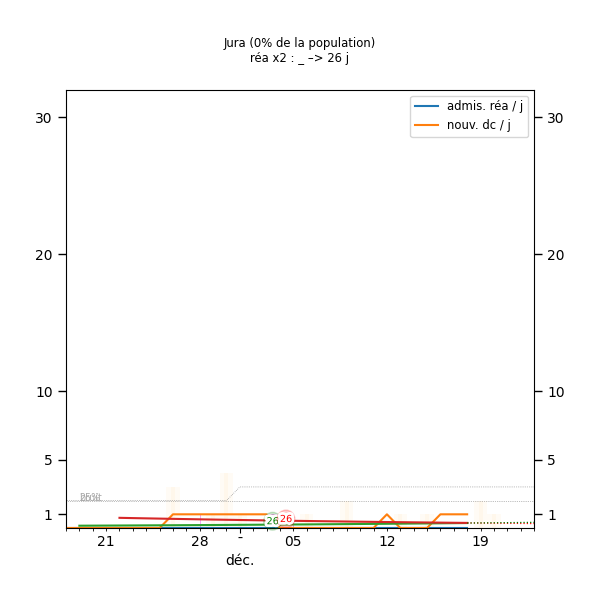 Jura (0% de la population)
réa x2 : _ –> 26 j
admis. réa / j
nouv. dc / j
30 30
20 20
10 10
5 5
1 1
26 26
21 28 - 05 12 19
déc.